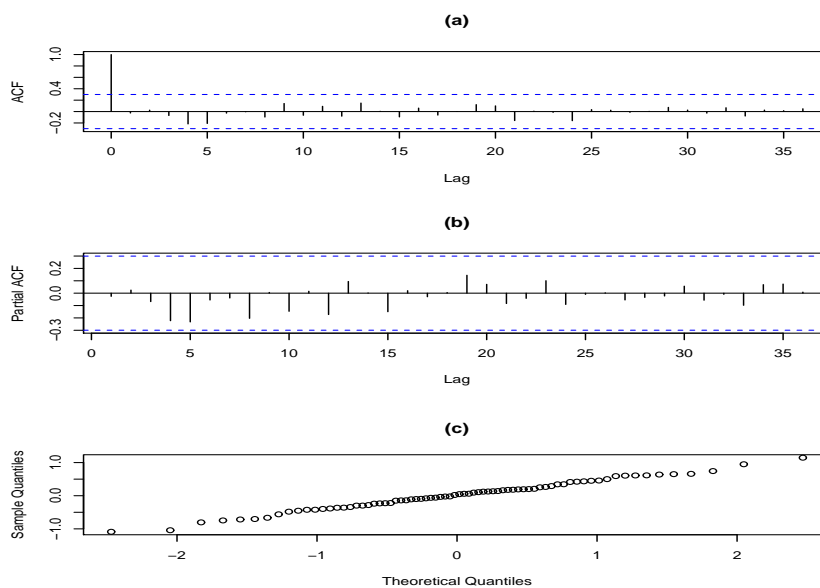 (a)
ACF
1.0
0.4
−0.2
0 5 10 15 20 25 30 35
Lag
(b)
Partial ACF
0.2
0.0
−0.3
0 5 10 15 20 25 30 35
Lag
(c)
Sample Quantiles
1.0
0.0
−1.0
−2 −1 0 1 2
Theoretical Quantiles